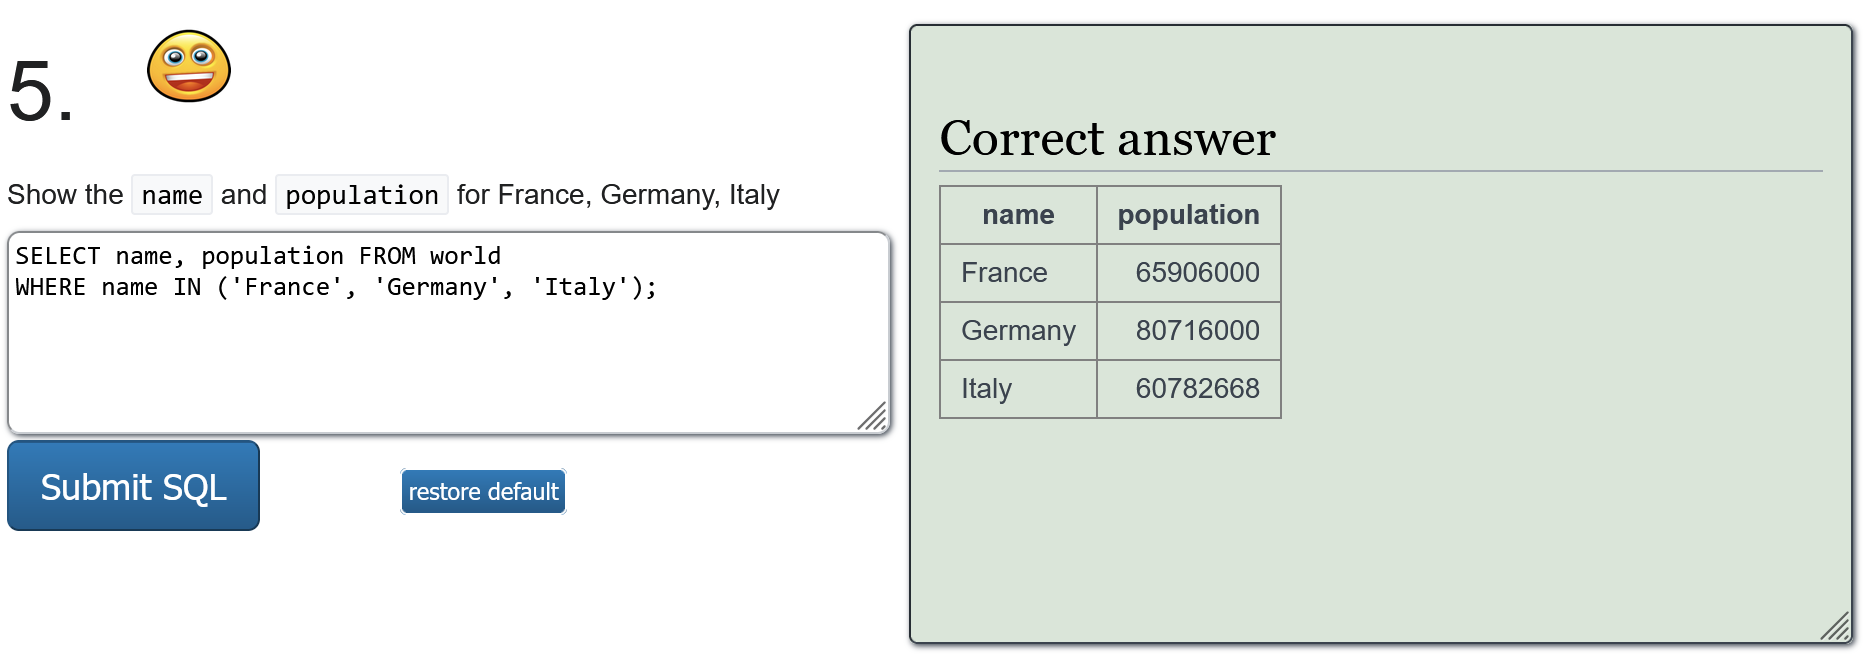 5.
Show the name and population for France, Germany, Italy
SELECT name, population FROM world
WHERE name IN ('France', 'Germany', 'Italy');
Submit SQL
restore default
Correct answer
name population
France 65906000
Germany 80716000
Italy 60782668